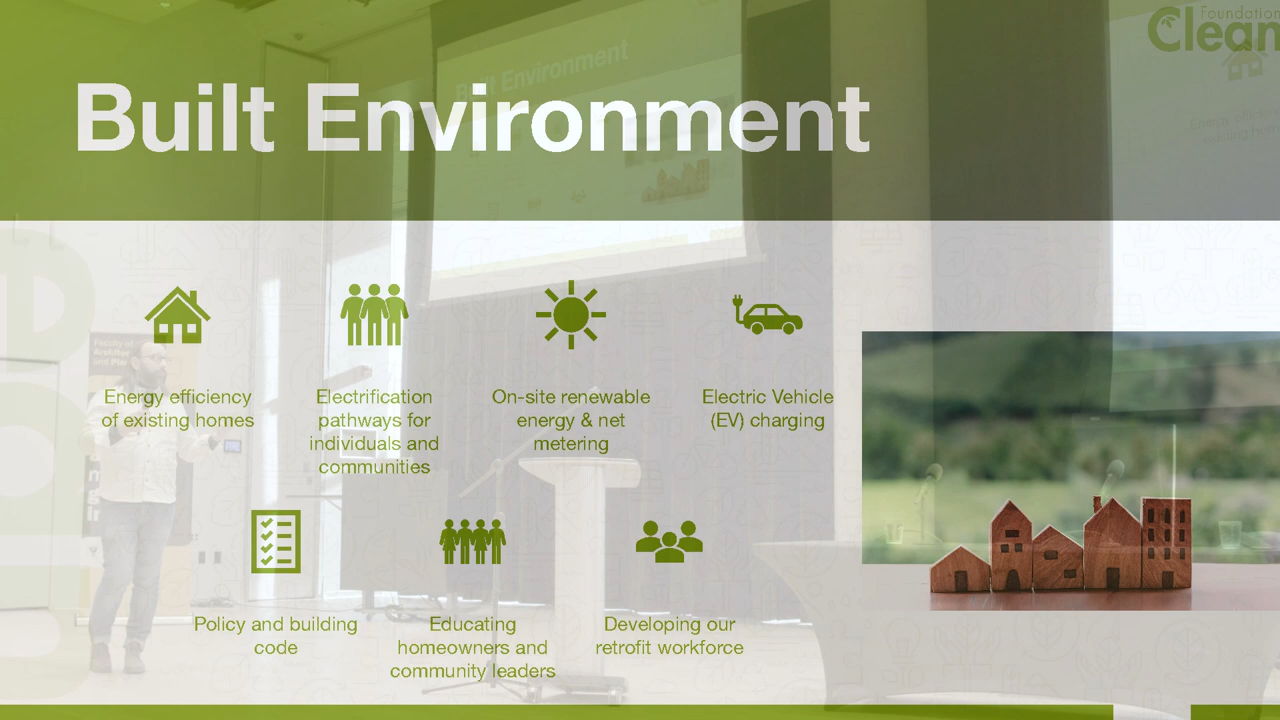 Foundation
Clean
Built Environment
Built Environment
Energy efficiency
of existing homes
Electrification
pathways for
individuals and
communities
On-site renewable
energy & net
metering
Electric Vehicle
(EV) charging
Faculty of
Policy and building
code
Educating
homeowners and
community leaders
Developing our
retrofit workforce